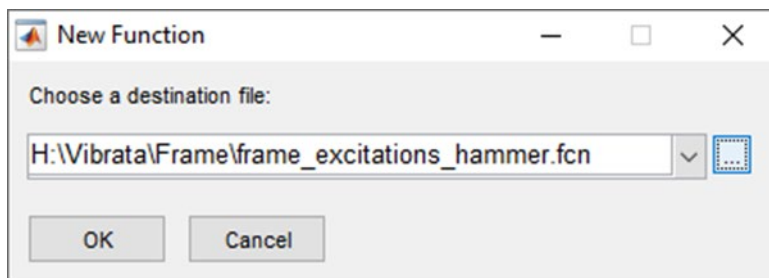 New Function
Choose a destination file:
H:\Vibrata\Frame\frame_excitations_hammer.fcn
...
OK Cancel